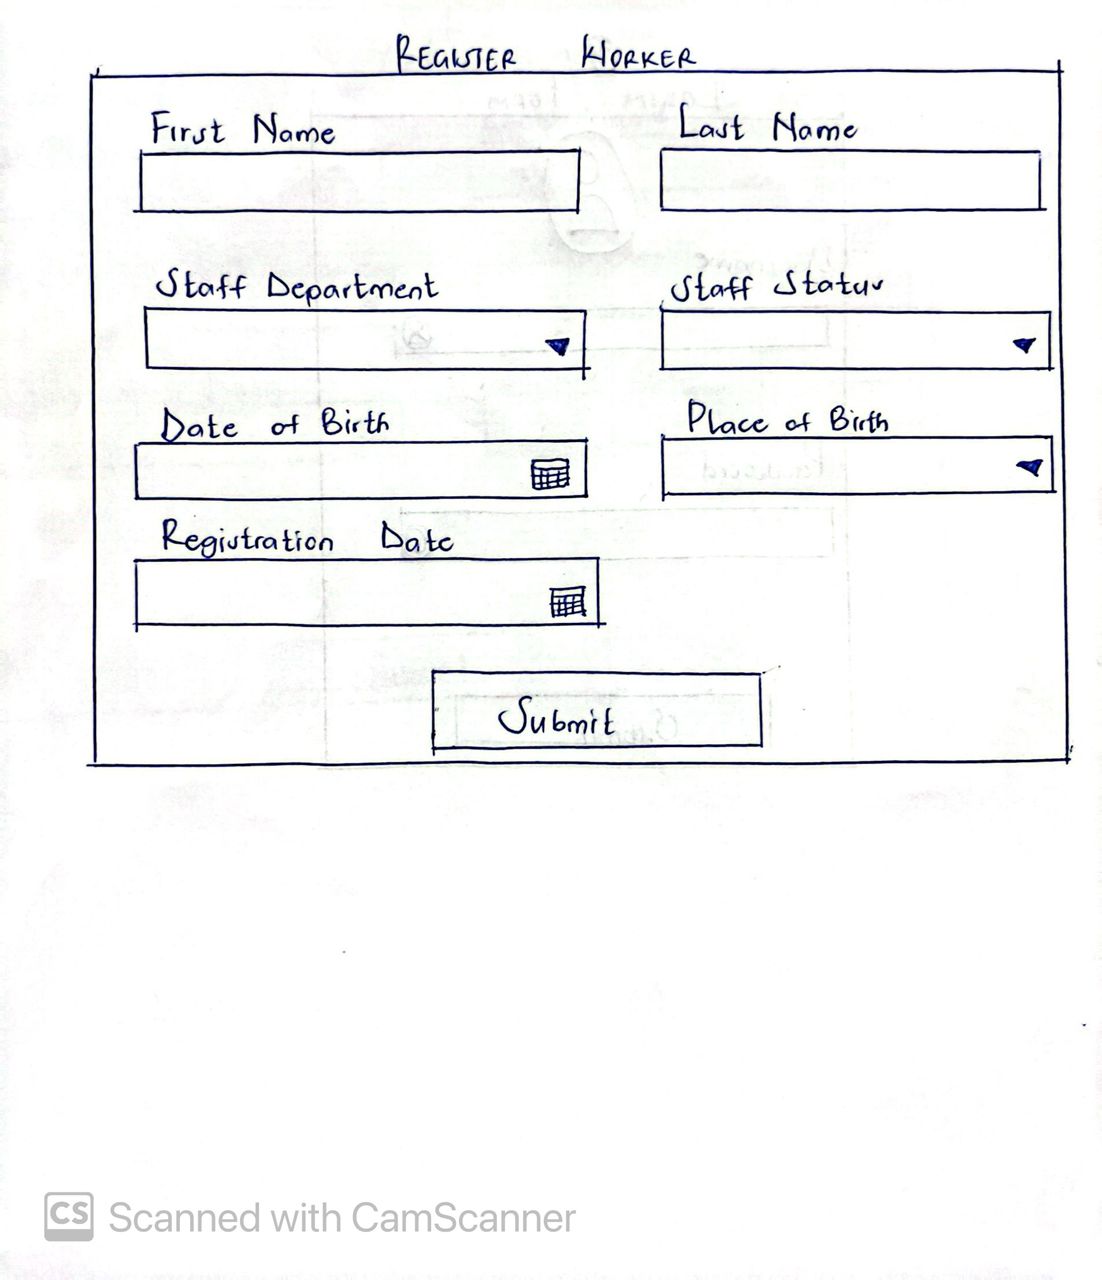 REGISTER WORKER
First Name
Last Name
Staff Department
Staff Status
Date of Birth
Place of Birth
Registration Date
Submit
CS Scanned with CamScanner